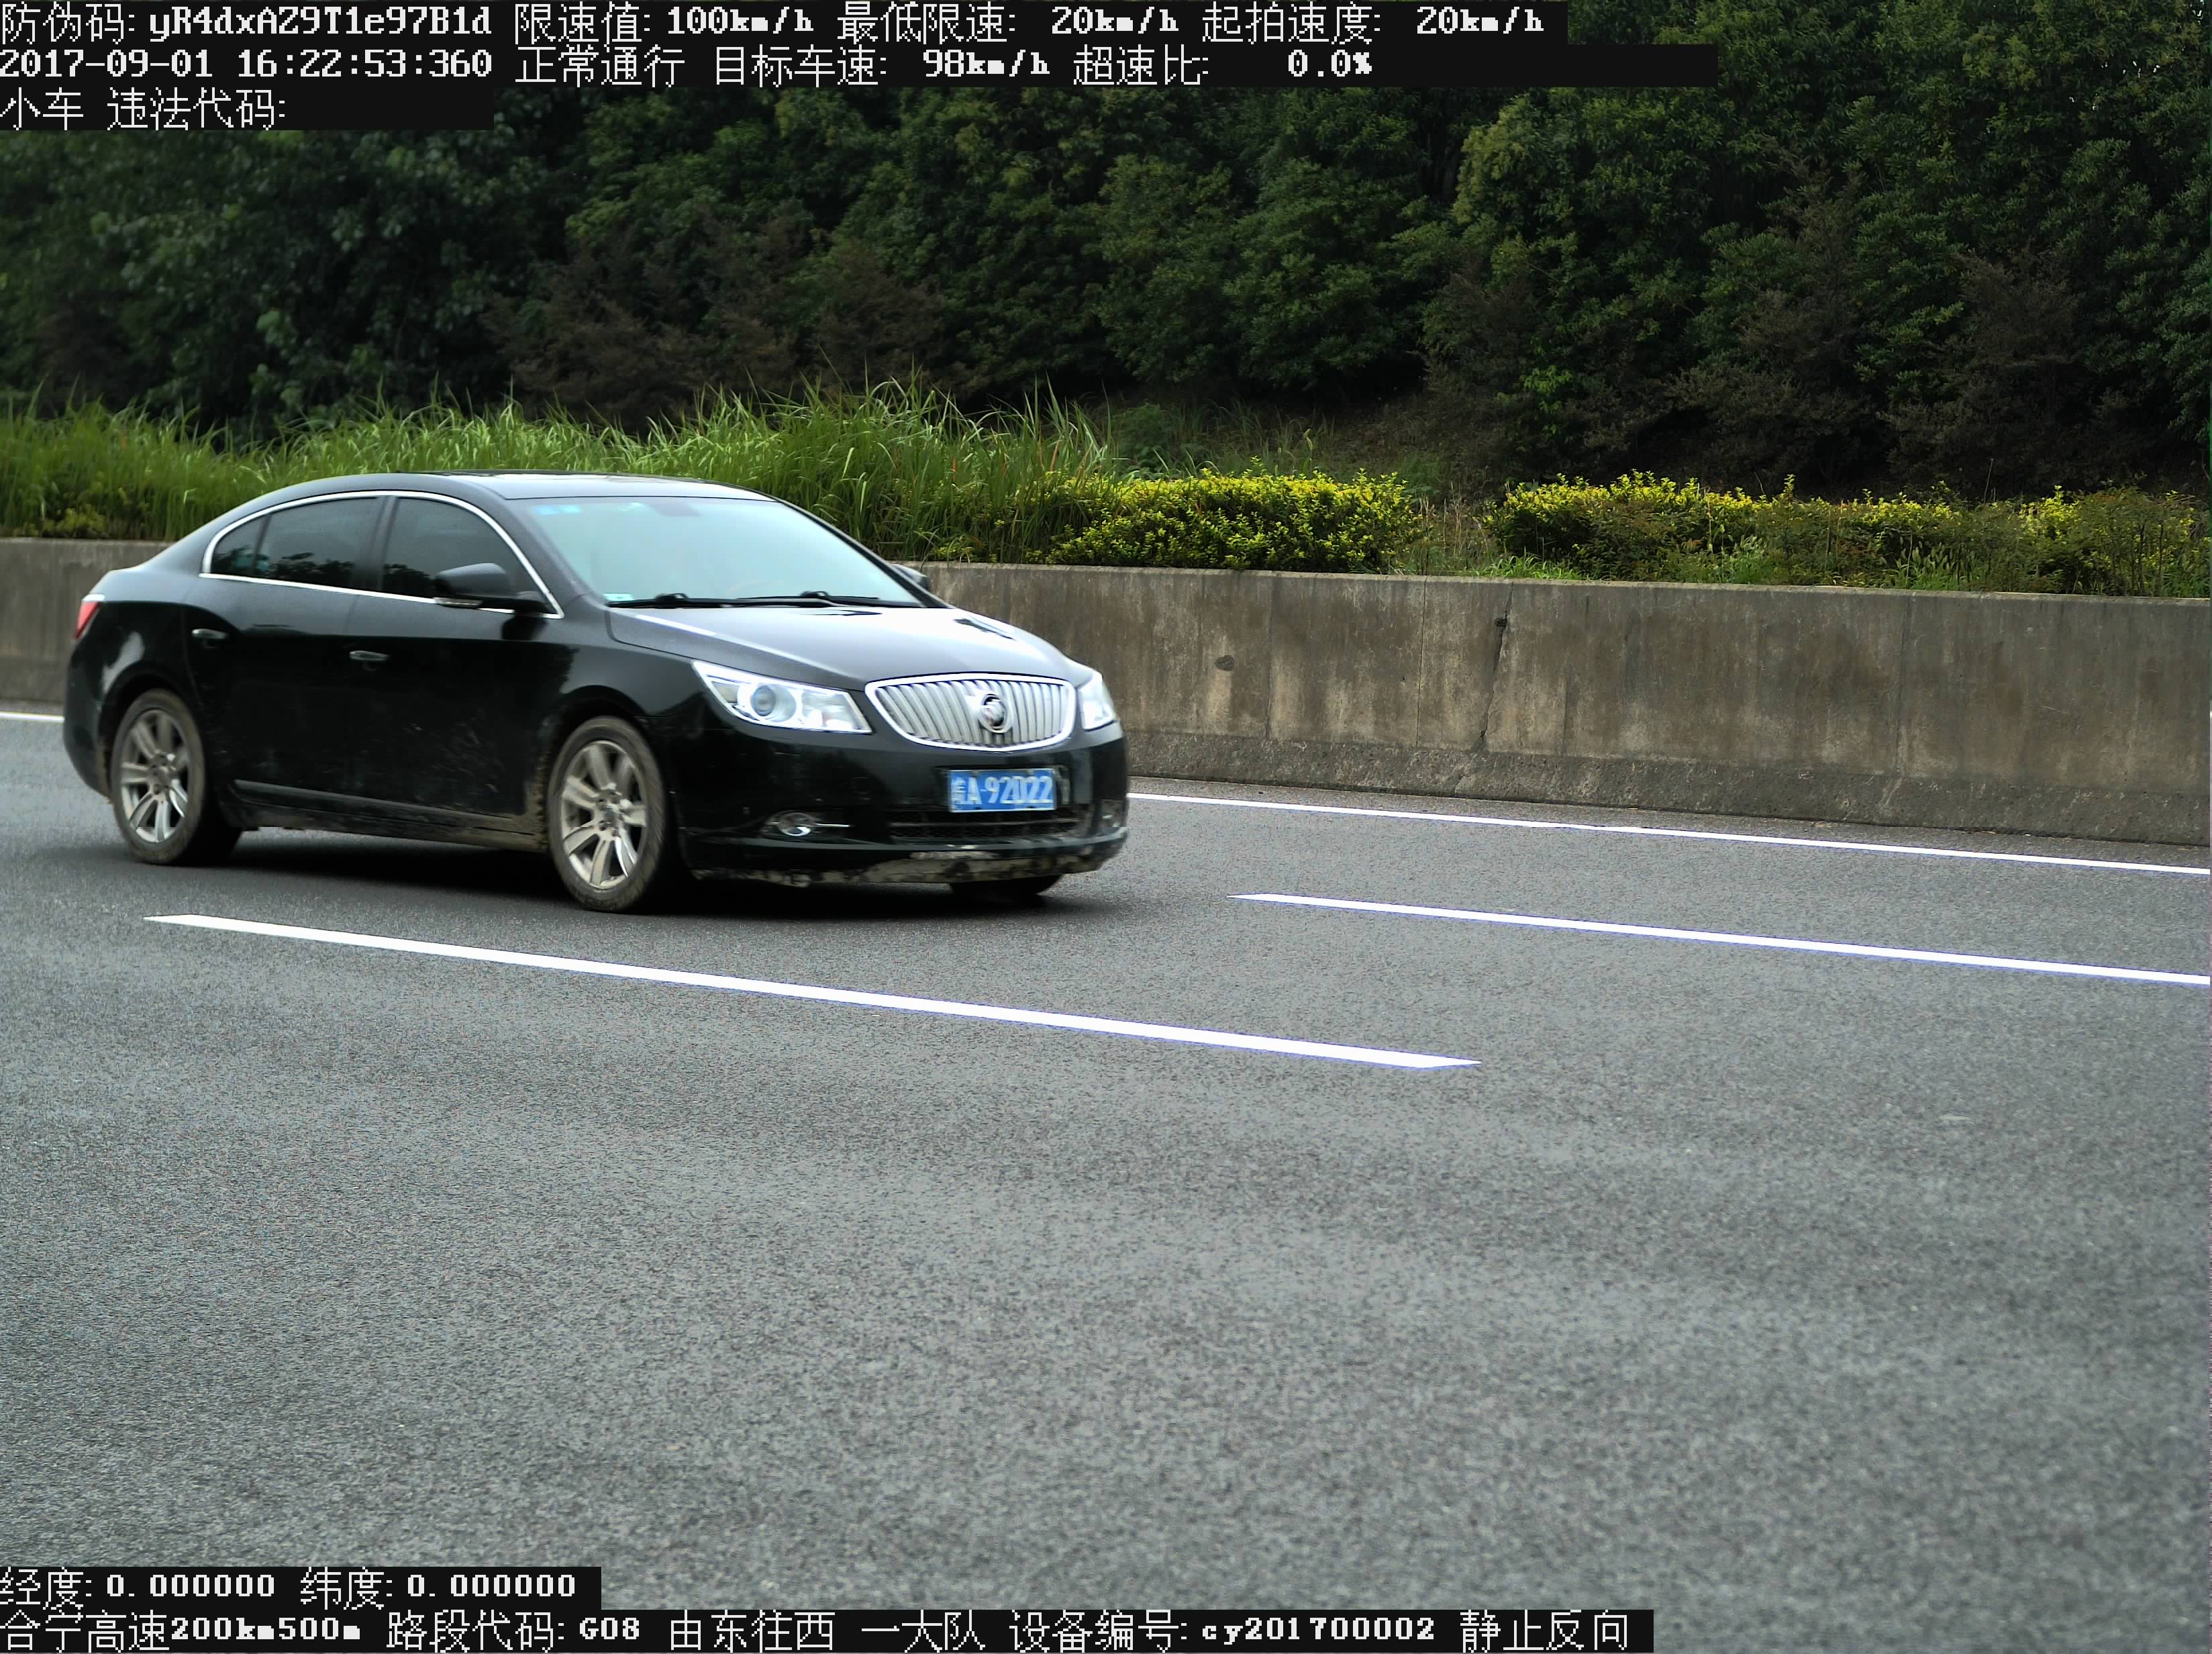 防伪码: yR4dxAZ9T1e97B1d 限速值: 100km/h 最低限速: 20km/h 起拍速度: 20km/h
2017-09-01 16:22:53:360 正常通行 目标车速: 98km/h 超速比: 0.0%
小车 违法代码:
皖A·92D22
经度: 0.000000 纬度: 0.000000
合宁高速200km500m 路段代码: G08 由东往西 一大队 设备编号: cy201700002 静止反向